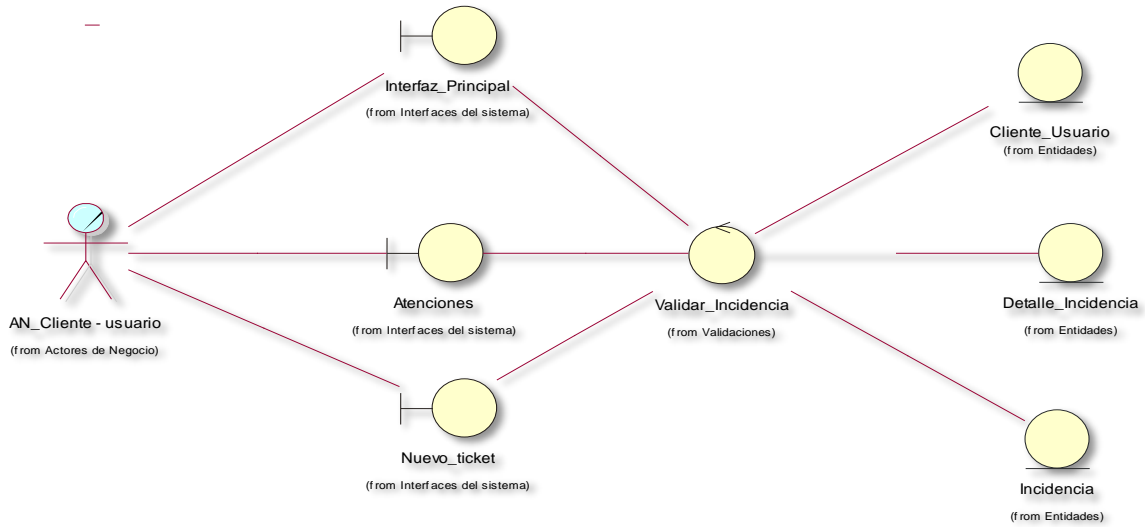 Interfaz_Principal
(from Interfaces del sistema)
Cliente_Usuario
(from Entidades)
AN_Cliente - usuario
(from Actores de Negocio)
Atenciones
(from Interfaces del sistema)
Validar_Incidencia
(from Validaciones)
Detalle_Incidencia
(from Entidades)
Nuevo_ticket
(from Interfaces del sistema)
Incidencia
(from Entidades)